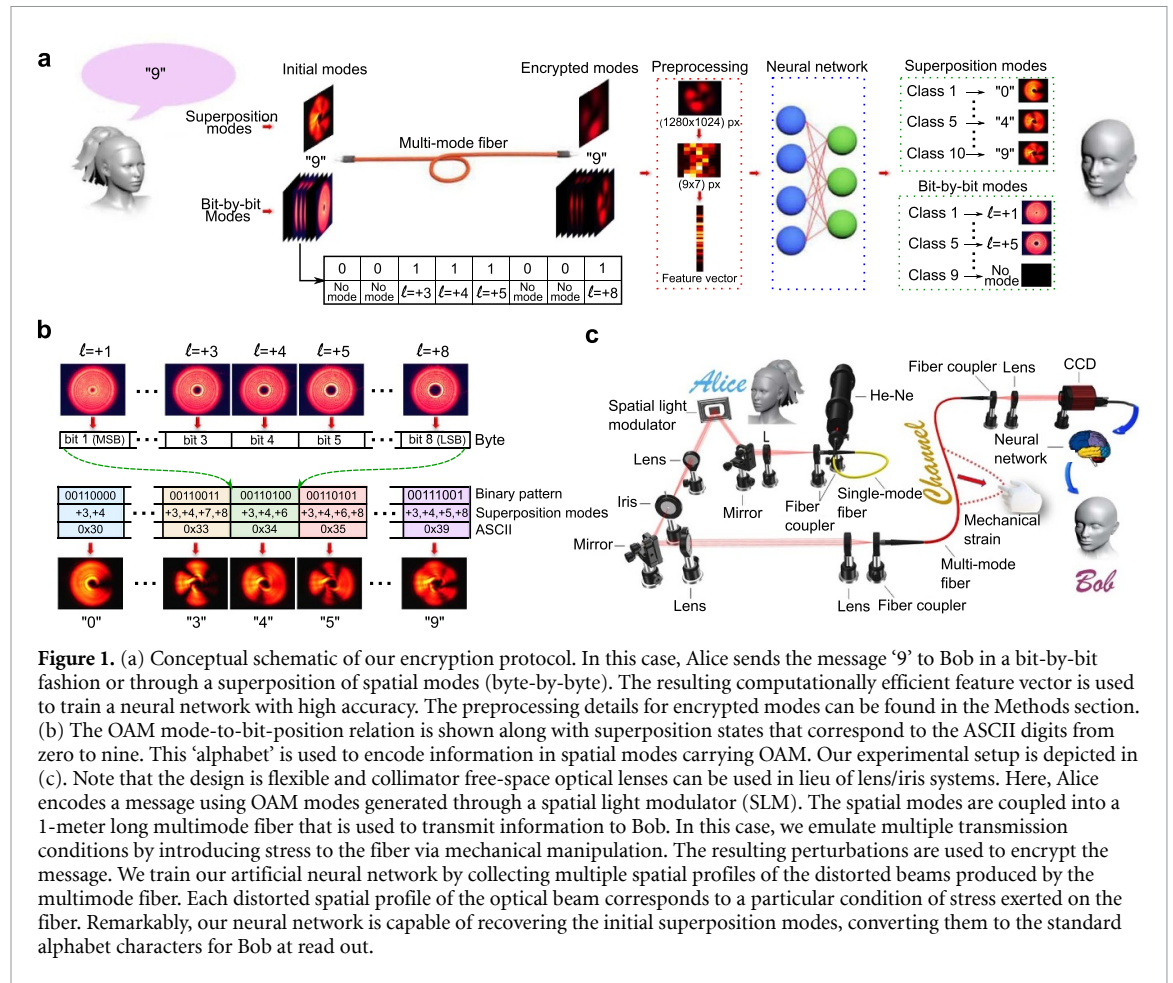 a
"9"
Initial modes
Encrypted modes
Preprocessing
Neural network
Superposition modes
Superposition
modes
"9"
Multi-mode fiber
"9"
Bit-by-bit
Modes
(1280x1024) px
(9x7) px
Feature vector
Class 1 "0"
Class 5 "4"
Class 10 "9"
Bit-by-bit modes
Class 1 ℓ=+1
Class 5 ℓ=+5
Class 9 No
mode
0 0 1 1 1 0 0 1
No
mode
No
mode
ℓ=+3 ℓ=+4 ℓ=+5
No
mode
No
mode
ℓ=+8
b
ℓ=+1 ℓ=+3 ℓ=+4 ℓ=+5 ℓ=+8
... ...
bit 1 (MSB) ... bit 3 bit 4 bit 5 ... bit 8 (LSB) Byte
00110000 00110011 00110100 00110101 00111001 Binary pattern
+3,+4 ... +3,+4,+7,+8 +3,+4,+6 +3,+4,+6,+8 ... +3,+4,+5,+8 Superposition modes
0x30 0x33 0x34 0x35 0x39 ASCII
... ...
"0" "3" "4" "5" "9"
c
Alice
Spatial light
modulator
He-Ne
Fiber coupler
Lens
CCD
Lens
L
Iris
Mirror
Fiber
coupler
Single-mode
fiber
Channel
Neural
network
Mechanical
strain
Mirror
Lens
Lens
Fiber coupler
Multi-mode
fiber
Bob
Figure 1. (a) Conceptual schematic of our encryption protocol. In this case, Alice sends the message ‘9’ to Bob in a bit-by-bit
fashion or through a superposition of spatial modes (byte-by-byte). The resulting computationally efficient feature vector is used
to train a neural network with high accuracy. The preprocessing details for encrypted modes can be found in the Methods section.
(b) The OAM mode-to-bit-position relation is shown along with superposition states that correspond to the ASCII digits from
zero to nine. This ‘alphabet’ is used to encode information in spatial modes carrying OAM. Our experimental setup is depicted in
(c). Note that the design is flexible and collimator free-space optical lenses can be used in lieu of lens/iris systems. Here, Alice
encodes a message using OAM modes generated through a spatial light modulator (SLM). The spatial modes are coupled into a
1-meter long multimode fiber that is used to transmit information to Bob. In this case, we emulate multiple transmission
conditions by introducing stress to the fiber via mechanical manipulation. The resulting perturbations are used to encrypt the
message. We train our artificial neural network by collecting multiple spatial profiles of the distorted beams produced by the
multimode fiber. Each distorted spatial profile of the optical beam corresponds to a particular condition of stress exerted on the
fiber. Remarkably, our neural network is capable of recovering the initial superposition modes, converting them to the standard
alphabet characters for Bob at read out.